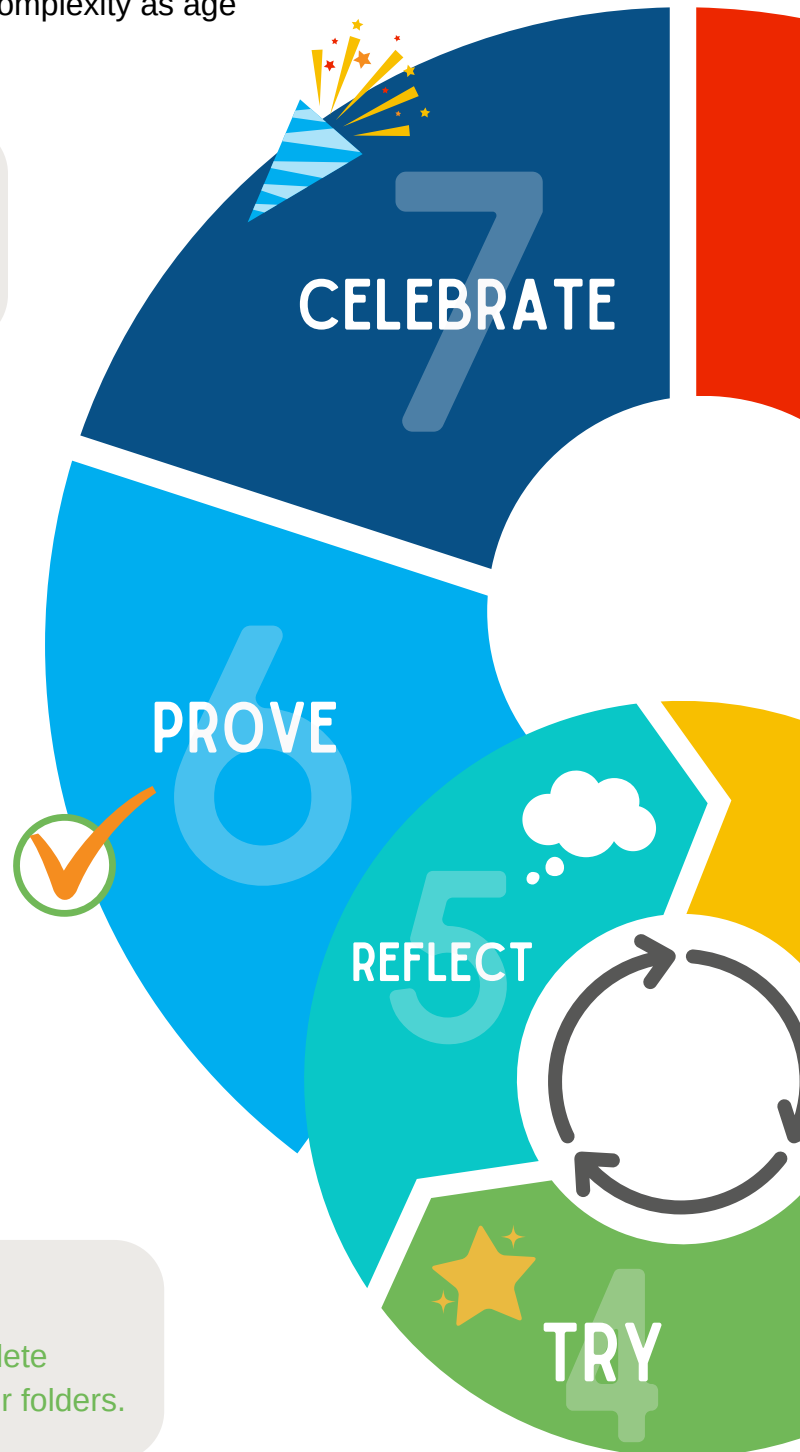 omplexity as age
7
CELEBRATE
6
PROVE
5
REFLECT
4
TRY
lete
r folders.